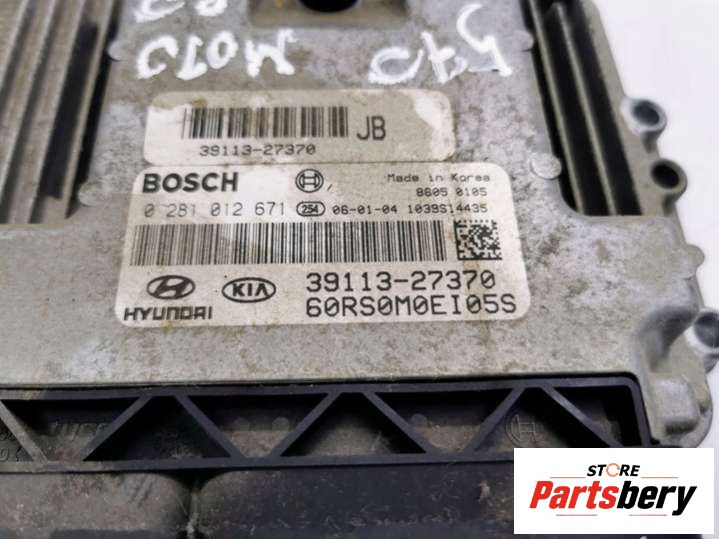 39113-27370
JB
BOSCH
Made in Korea
8605 0105
0 281 012 671 254 06-01-04 1039S14435
HYUNDAI KIA
39113-27370
60RS0M0EI05S
STORE
Partsbery